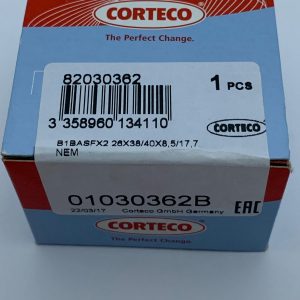 CORTECO
The Perfect Change.
82030362
1 PCS
3 358960 134110
CORTECO
B1BASFX2 26X38/40X8,5/17,7
NEM
01030362B
22/03/17 Corteco GmbH Germany
EAC
CORTECO
The Perfect Change.